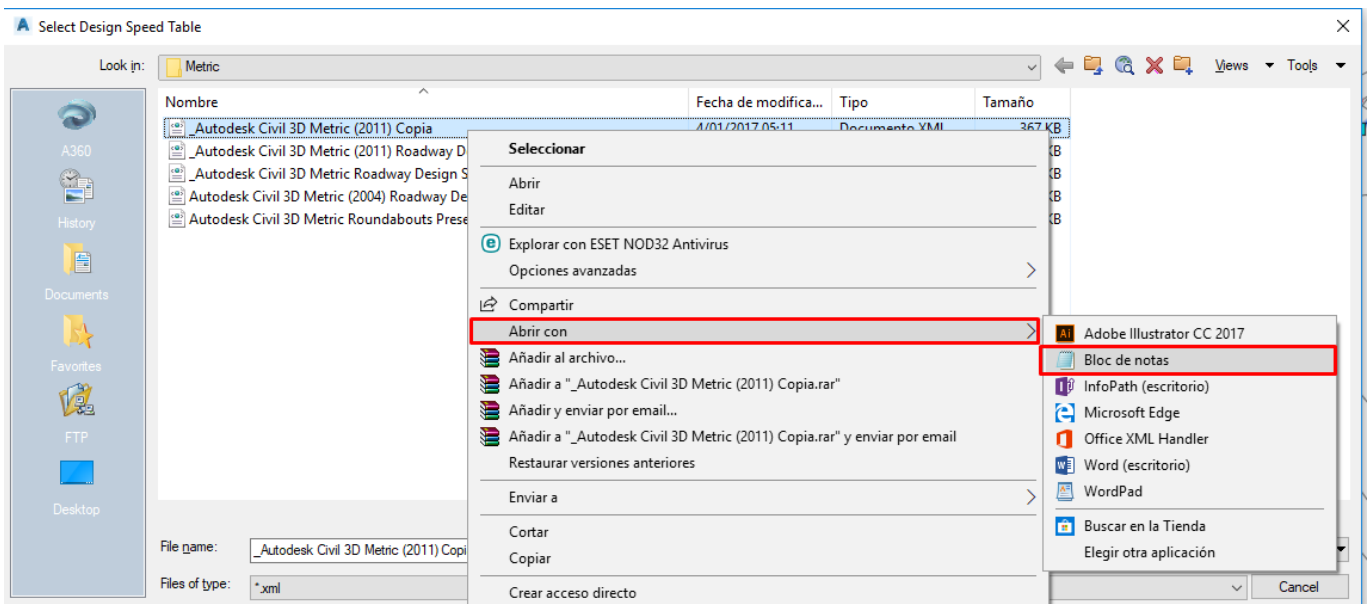 Select Design Speed Table
Look in: Metric Views Tools
Nombre Fecha de modifica... Tipo Tamaño
_Autodesk Civil 3D Metric (2011) Copia 4/01/2017 05:11 Documento XML 367 KB
_Autodesk Civil 3D Metric (2011) Roadway D KB
_Autodesk Civil 3D Metric Roadway Design S KB
Autodesk Civil 3D Metric (2004) Roadway De KB
Autodesk Civil 3D Metric Roundabouts Prese KB
A360
History
Documents
Favorites
FTP
Desktop
Seleccionar
Abrir
Editar
Explorar con ESET NOD32 Antivirus
Opciones avanzadas
Compartir
Abrir con
Añadir al archivo...
Añadir a "_Autodesk Civil 3D Metric (2011) Copia.rar"
Añadir y enviar por email...
Añadir a "_Autodesk Civil 3D Metric (2011) Copia.rar" y enviar por email
Restaurar versiones anteriores
Enviar a
Cortar
Copiar
Crear acceso directo
Ai Adobe Illustrator CC 2017
Bloc de notas
InfoPath (escritorio)
Microsoft Edge
Office XML Handler
Word (escritorio)
WordPad
Buscar en la Tienda
Elegir otra aplicación
File name: _Autodesk Civil 3D Metric (2011) Copi
Files of type: *.xml Cancel